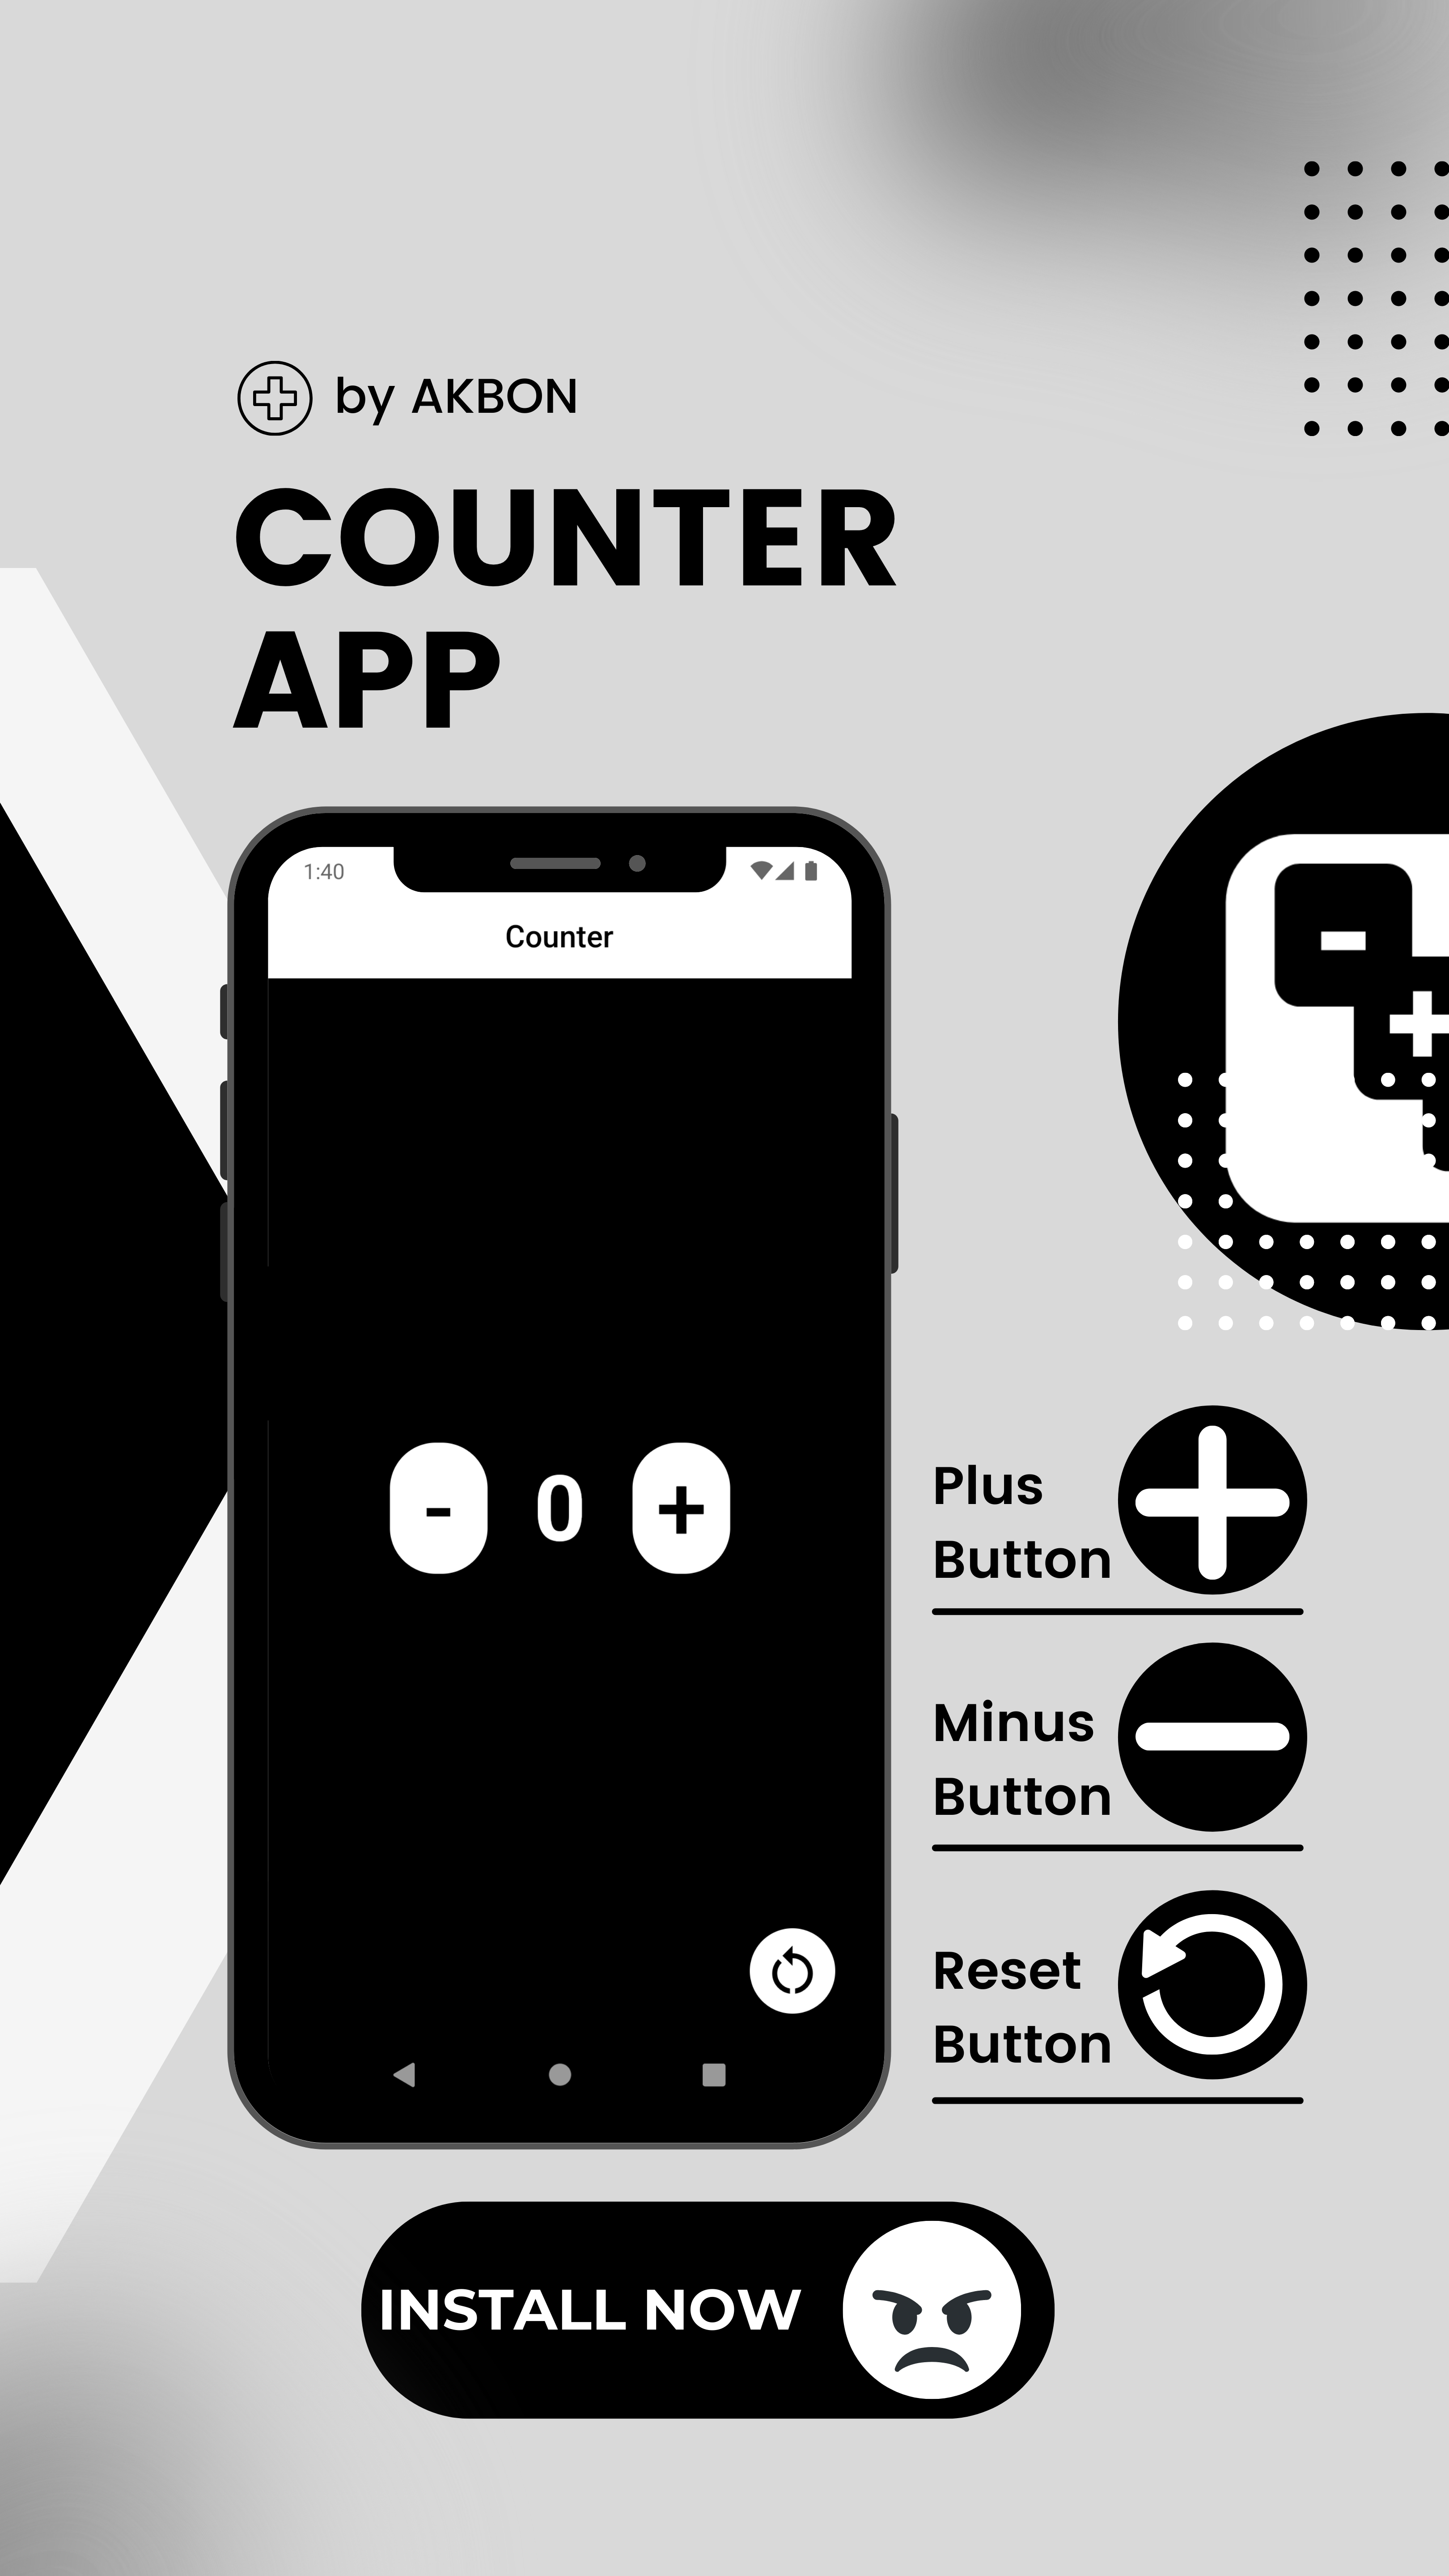 by AKBON
COUNTER
APP
1:40
Counter
- 0 +
Plus
Button
Minus
Button
Reset
Button
INSTALL NOW